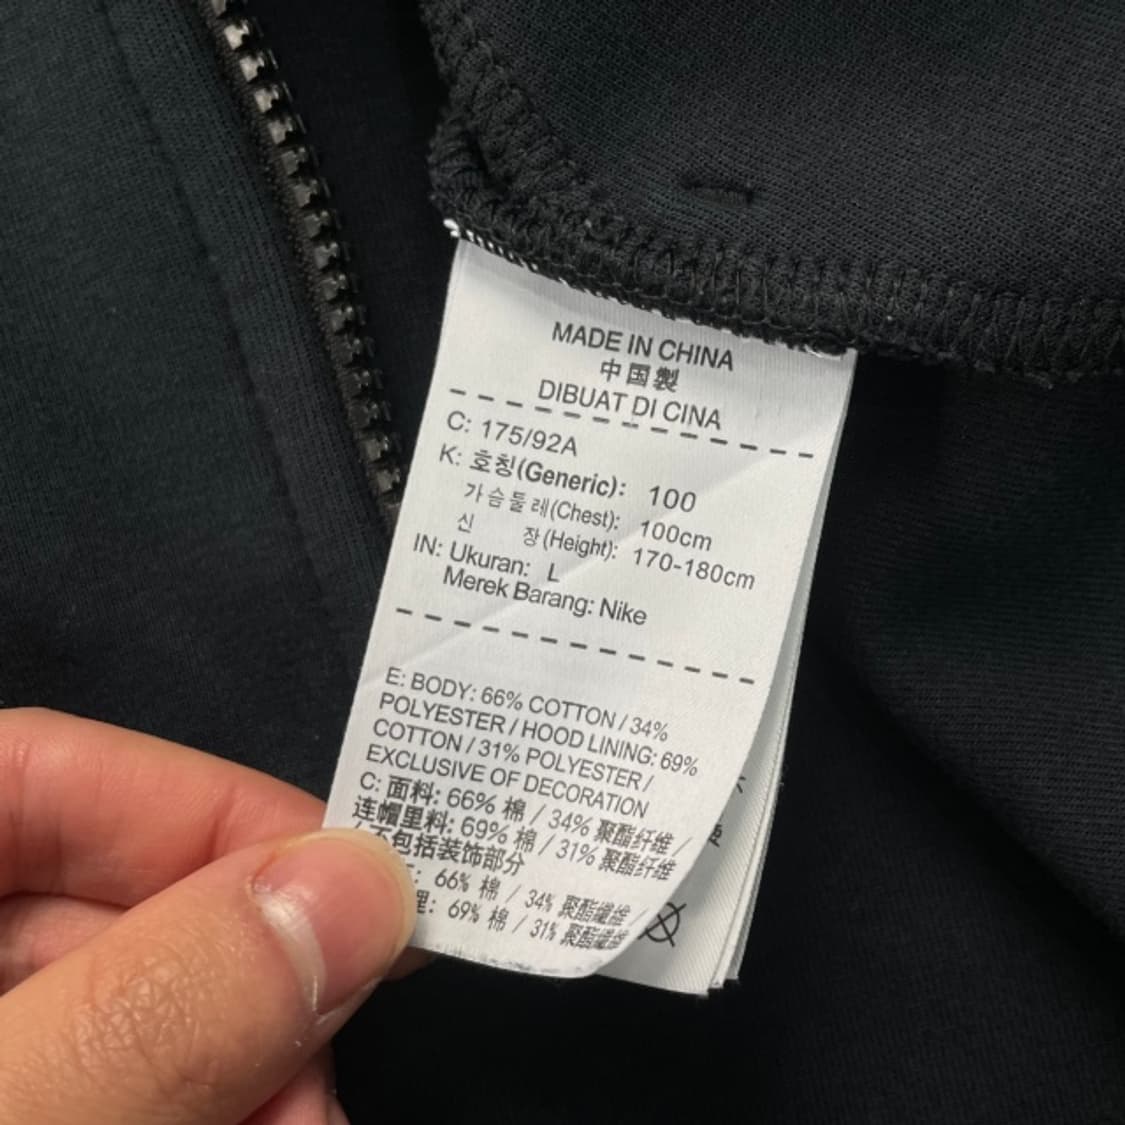 MADE IN CHINA
中国製
DIBUAT DI CINA
C: 175/92A
K: 호칭(Generic): 100
가슴둘레(Chest): 100cm
신 장(Height): 170-180cm
IN: Ukuran: L
Merek Barang: Nike
E: BODY: 66% COTTON / 34%
POLYESTER / HOOD LINING: 69%
COTTON / 31% POLYESTER /
EXCLUSIVE OF DECORATION
C: 面料: 66% 棉 / 34% 聚酯纤维 /
连帽里料: 69% 棉 / 31% 聚酯纤维
/ 不包括装饰部分
: 66% 棉 / 34% 聚酯纖維 /
裡: 69% 棉 / 31% 聚酯纖維